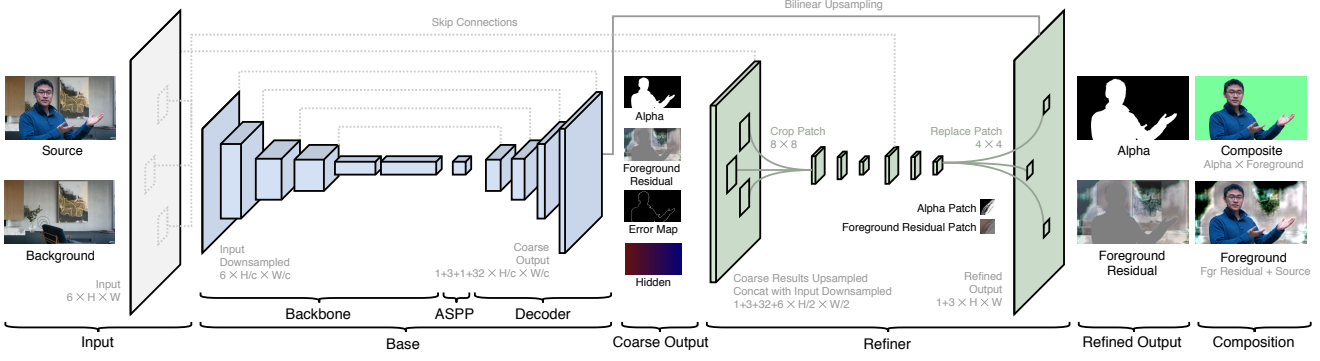 Bilinear Upsampling
Skip Connections
Source
Background
Input
6 × H × W
Input
Downsampled
6 × H/c × W/c
Coarse
Output
1+3+1+32 × H/c × W/c
Alpha
Foreground
Residual
Error Map
Hidden
Crop Patch
8 × 8
Replace Patch
4 × 4
Alpha Patch
Foreground Residual Patch
Coarse Results Upsampled
Concat with Input Downsampled
1+3+32+6 × H/2 × W/2
Refined
Output
1+3 × H × W
Alpha
Foreground
Residual
Composite
Alpha × Foreground
Foreground
Fgr Residual + Source
Backbone
ASPP
Decoder
Input
Base
Coarse Output
Refiner
Refined Output
Composition